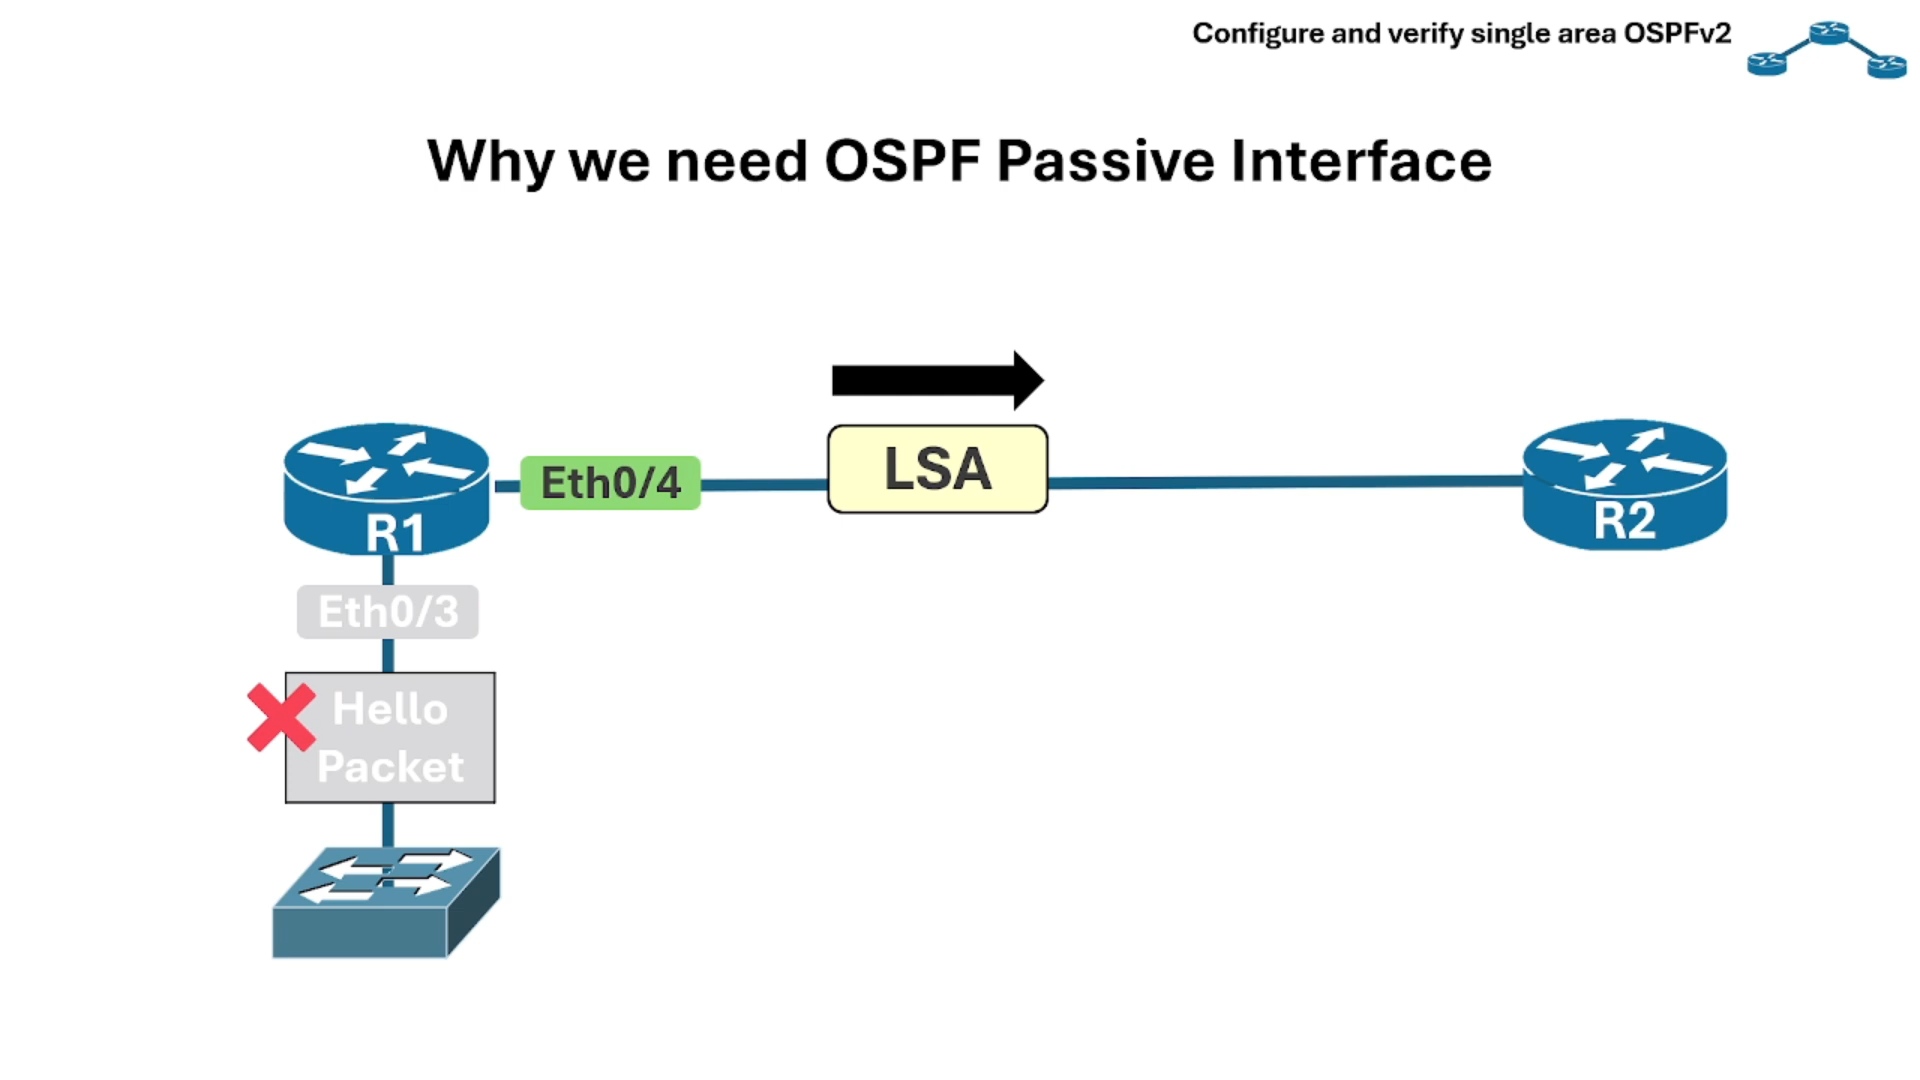 Configure and verify single area OSPFv2
Why we need OSPF Passive Interface
LSA
Eth0/4
R1
R2
Eth0/3
Hello
Packet